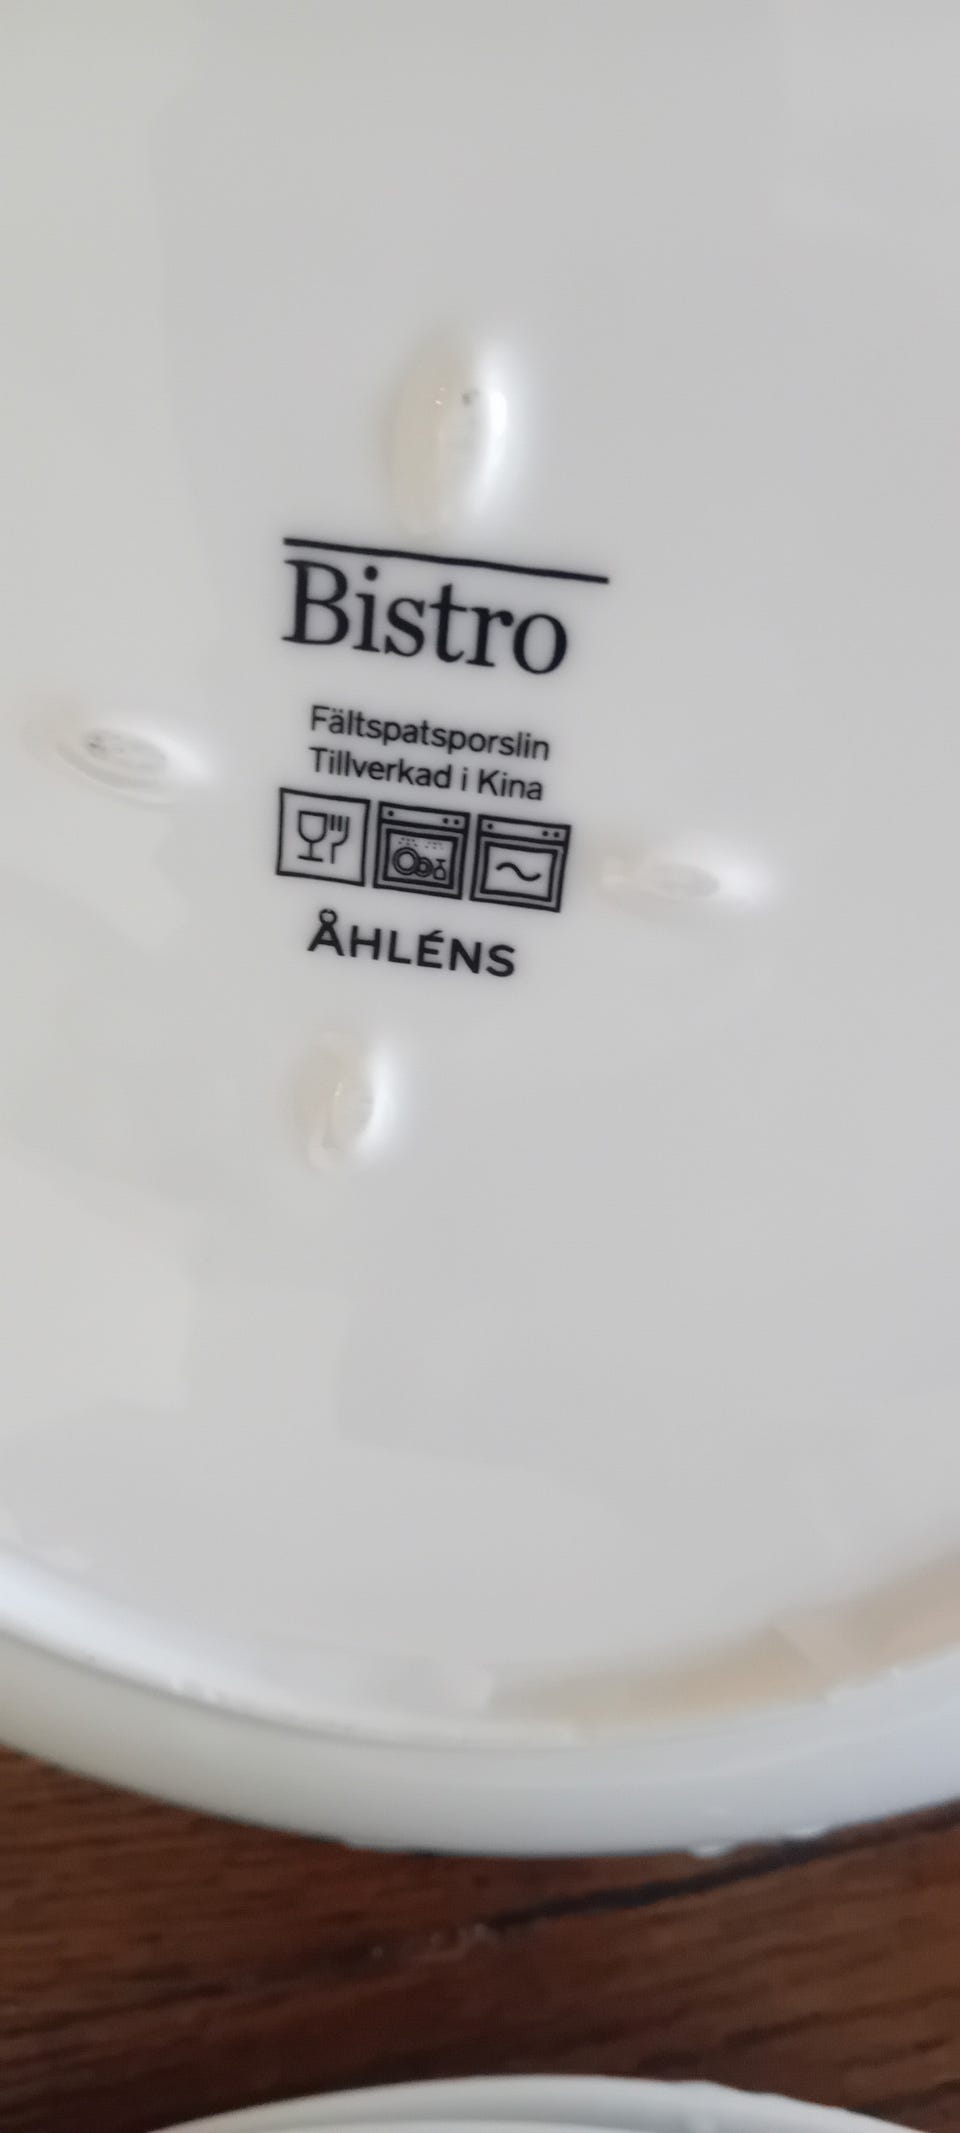 Bistro
Fältspatsporslin
Tillverkad i Kina
ÅHLÉNS